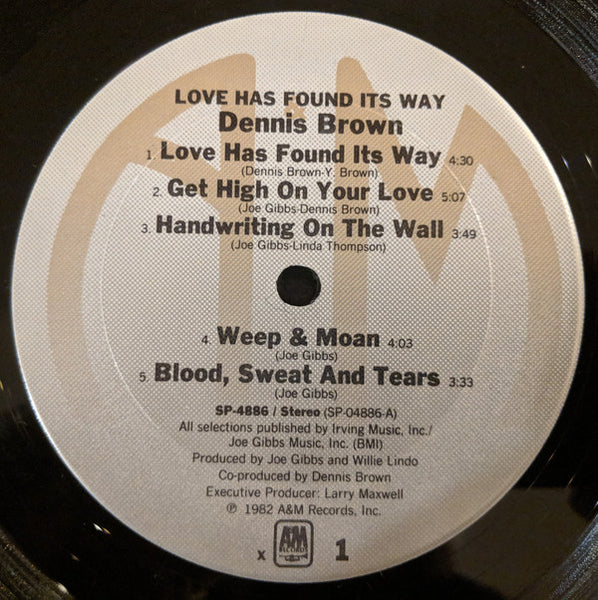 LOVE HAS FOUND ITS WAY
Dennis Brown
1. Love Has Found Its Way 4:30
(Dennis Brown-Y. Brown)
2. Get High On Your Love 5:07
(Joe Gibbs-Dennis Brown)
3. Handwriting On The Wall 3:49
(Joe Gibbs-Linda Thompson)
4. Weep & Moan 4:03
(Joe Gibbs)
5. Blood, Sweat And Tears 3:33
(Joe Gibbs)
SP-4886 / Stereo (SP-04886-A)
All selections published by Irving Music, Inc./
Joe Gibbs Music, Inc. (BMI)
Produced by Joe Gibbs and Willie Lindo
Co-produced by Dennis Brown
Executive Producer: Larry Maxwell
℗ 1982 A&M Records, Inc.
x A&M RECORDS 1